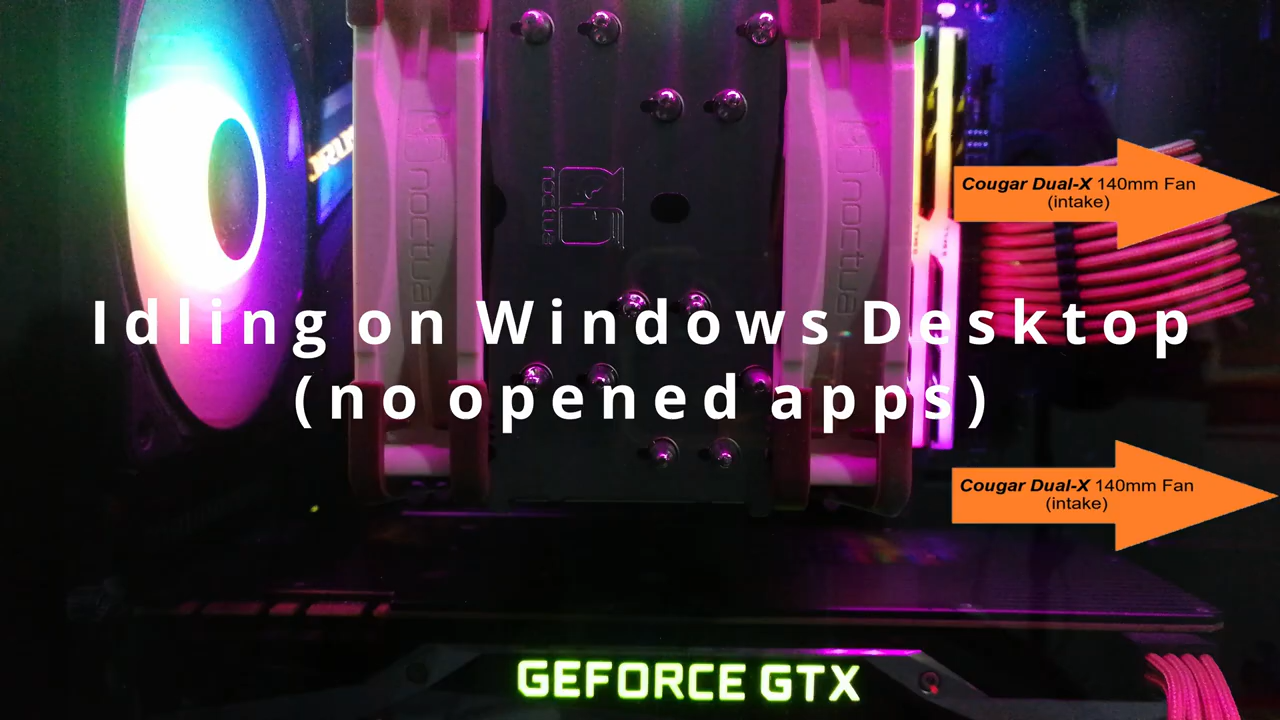 ORUS
noctua
noctua
noctua
Cougar Dual-X 140mm Fan
(intake)
Idling on Windows Desktop
(no opened apps)
Cougar Dual-X 140mm Fan
(intake)
GEFORCE GTX